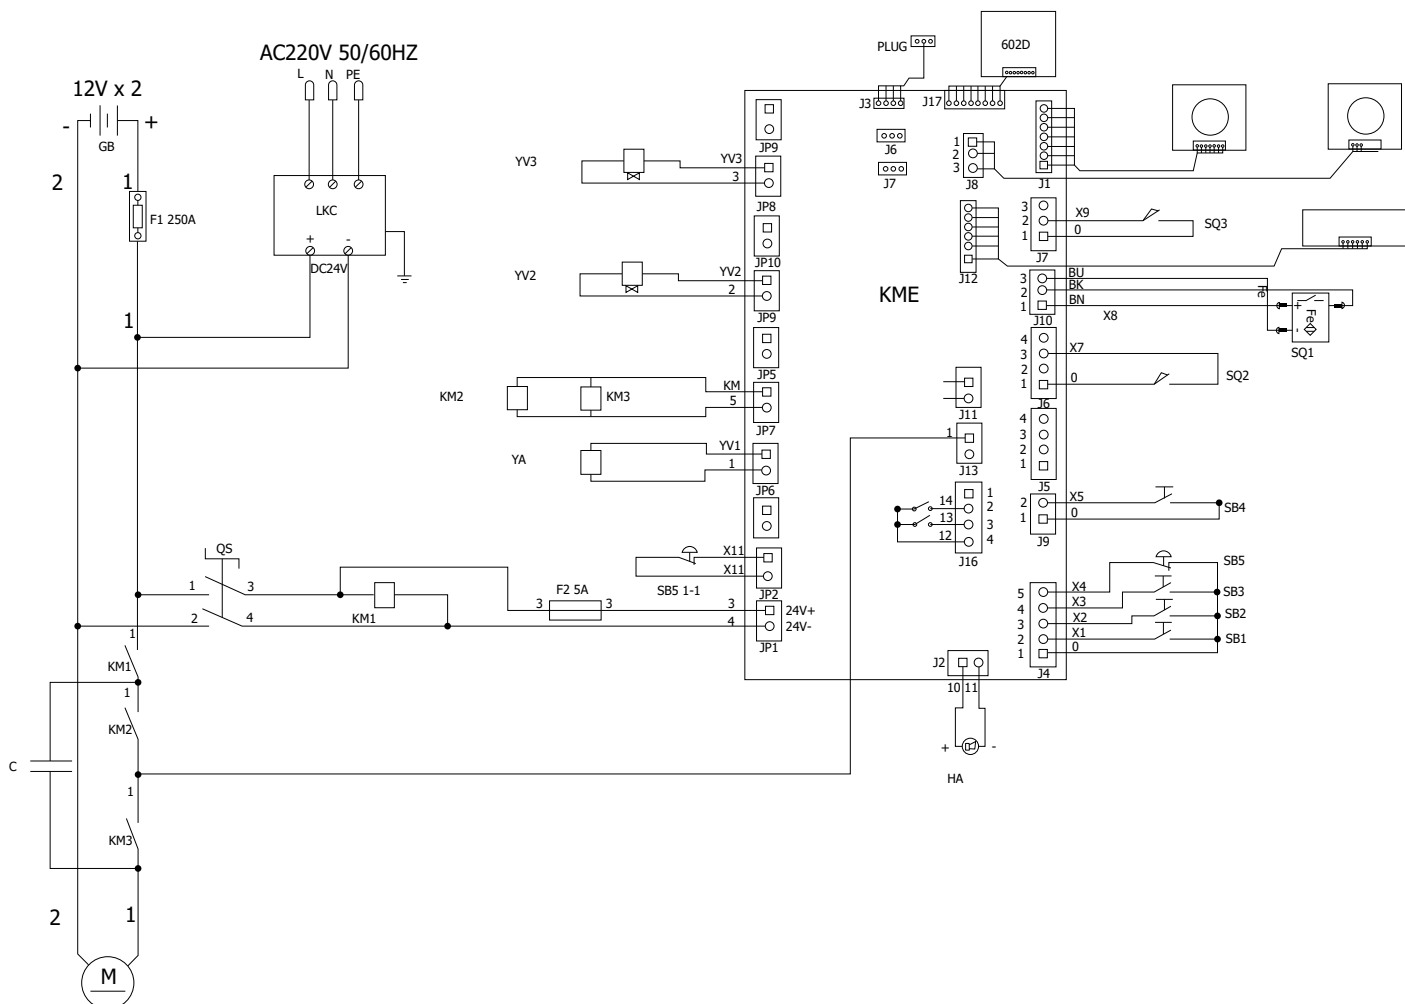 AC220V 50/60HZ
L N PE
12V x 2
- +
GB
2 1
F1 250A
LKC
+ -
DC24V
1
PLUG
602D
J3
J17
J6
J7
JP9
YV3 YV3
3
JP8
JP10
YV2 YV2
2
JP9
JP5
KM2 KM3 KM
5
JP7
YA YV1
1
JP6
X11
X11
SB5 1-1
JP2
QS
1 3
2 4
KM1
F2 5A
3 3 3
4
24V+
24V-
JP1
KME
1
2
3
J8
J1
J12
3
2
1
J7
X9
0
SQ3
3
2
1
J10
BU
BK
BN
X8
Fe
+
Fe
-
SQ1
4
3
2
1
J6
X7
0
SQ2
J11
1
J13
4
3
2
1
J5
14
13
12
1
2
3
4
J16
2
1
J9
X5
0
SB4
5
4
3
2
1
J4
X4
X3
X2
X1
0
SB5
SB3
SB2
SB1
J2
10 11
+ -
HA
1
KM1
1
KM2
C
1
KM3
2 1
M